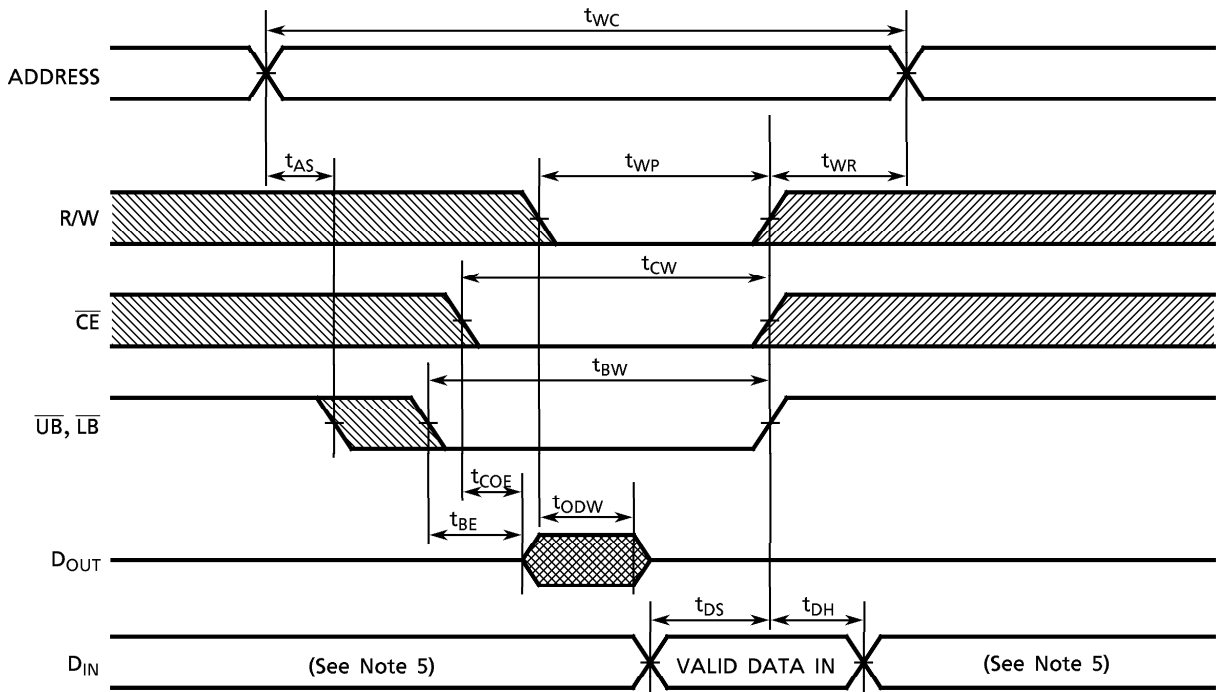 tWC
ADDRESS
tAS
tWP
tWR
R/W
tCW
CE
tBW
UB, LB
tCOE
tBE
tODW
DOUT
tDS
tDH
DIN
(See Note 5)
VALID DATA IN
(See Note 5)